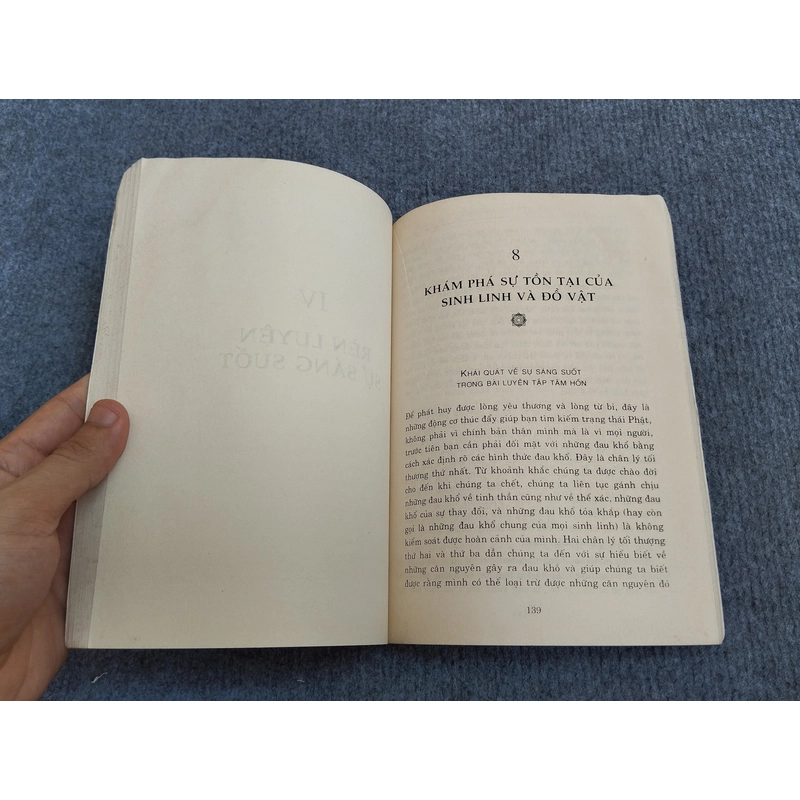 IV
RÈN LUYỆN
SỰ SÁNG SUỐT
8
KHÁM PHÁ SỰ TỒN TẠI CỦA
SINH LINH VÀ ĐỒ VẬT
KHÁI QUÁT VỀ SỰ SÁNG SUỐT
TRONG BÀI LUYỆN TẬP TÂM HỒN
Để phát huy được lòng yêu thương và lòng từ bi, đây là
những động cơ thúc đẩy giúp bạn tìm kiếm trạng thái Phật,
không phải vì chính bản thân mình mà là vì mọi người,
trước tiên bạn cần phải đối mặt với những đau khổ bằng
cách xác định rõ các hình thức đau khổ. Đây là chân lý tối
thượng thứ nhất. Từ khoảnh khắc chúng ta được chào đời
cho đến khi chúng ta chết, chúng ta liên tục gánh chịu
những đau khổ về tinh thần cũng như về thể xác, những đau
khổ của sự thay đổi, và những đau khổ tỏa khắp (hay còn
gọi là những đau khổ chung của mọi sinh linh) là không
kiểm soát được hoàn cảnh của mình. Hai chân lý tối thượng
thứ hai và thứ ba dẫn chúng ta đến với sự hiểu biết về
những căn nguyên gây ra đau khổ và giúp chúng ta biết
được rằng mình có thể loại trừ được những căn nguyên đó
139